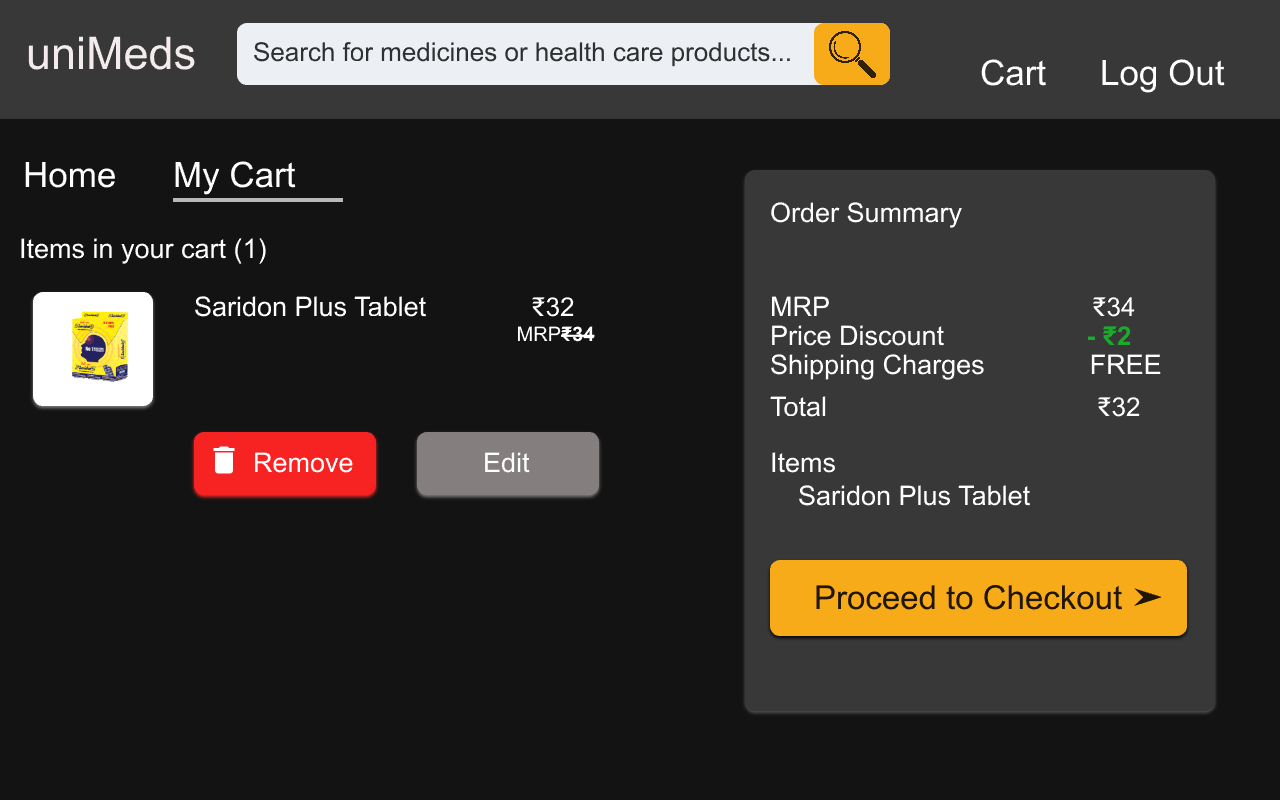 uniMeds
Search for medicines or health care products...
Cart
Log Out
Home
My Cart
Items in your cart (1)
Saridon Plus Tablet
₹32
MRP₹34
Remove
Edit
Order Summary
MRP ₹34
Price Discount - ₹2
Shipping Charges FREE
Total ₹32
Items
Saridon Plus Tablet
Proceed to Checkout ➤